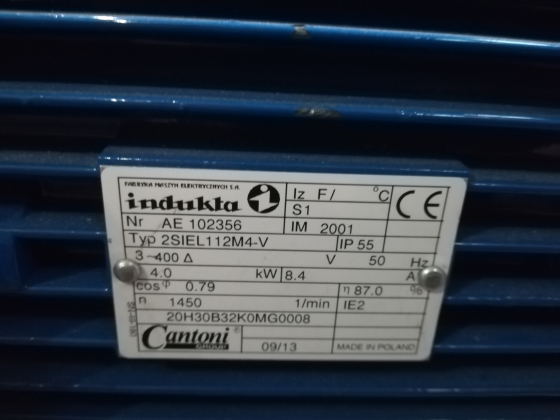 FABRYKA MASZYN ELEKTRYCZNYCH S.A.
indukta
Iz F/ °C
S1
CE
Nr AE 102356
IM 2001
Typ 2SIEL112M4-V
IP 55
3~400 Δ V 50 Hz
4.0 kW 8.4 A
cosφ 0.79
η 87.0 %
n 1450 1/min
IE2
20H30B32K0MG0008
Cantoni ®
GROUP
09/13
MADE IN POLAND